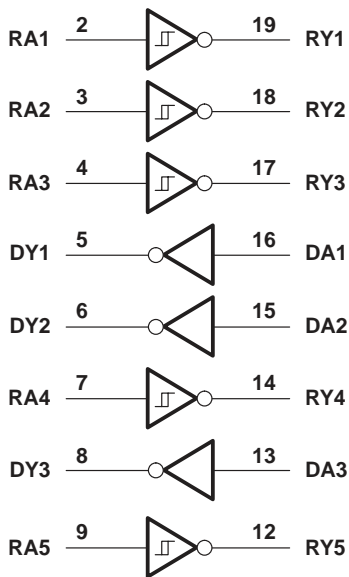 RA1 2 19 RY1
RA2 3 18 RY2
RA3 4 17 RY3
DY1 5 16 DA1
DY2 6 15 DA2
RA4 7 14 RY4
DY3 8 13 DA3
RA5 9 12 RY5